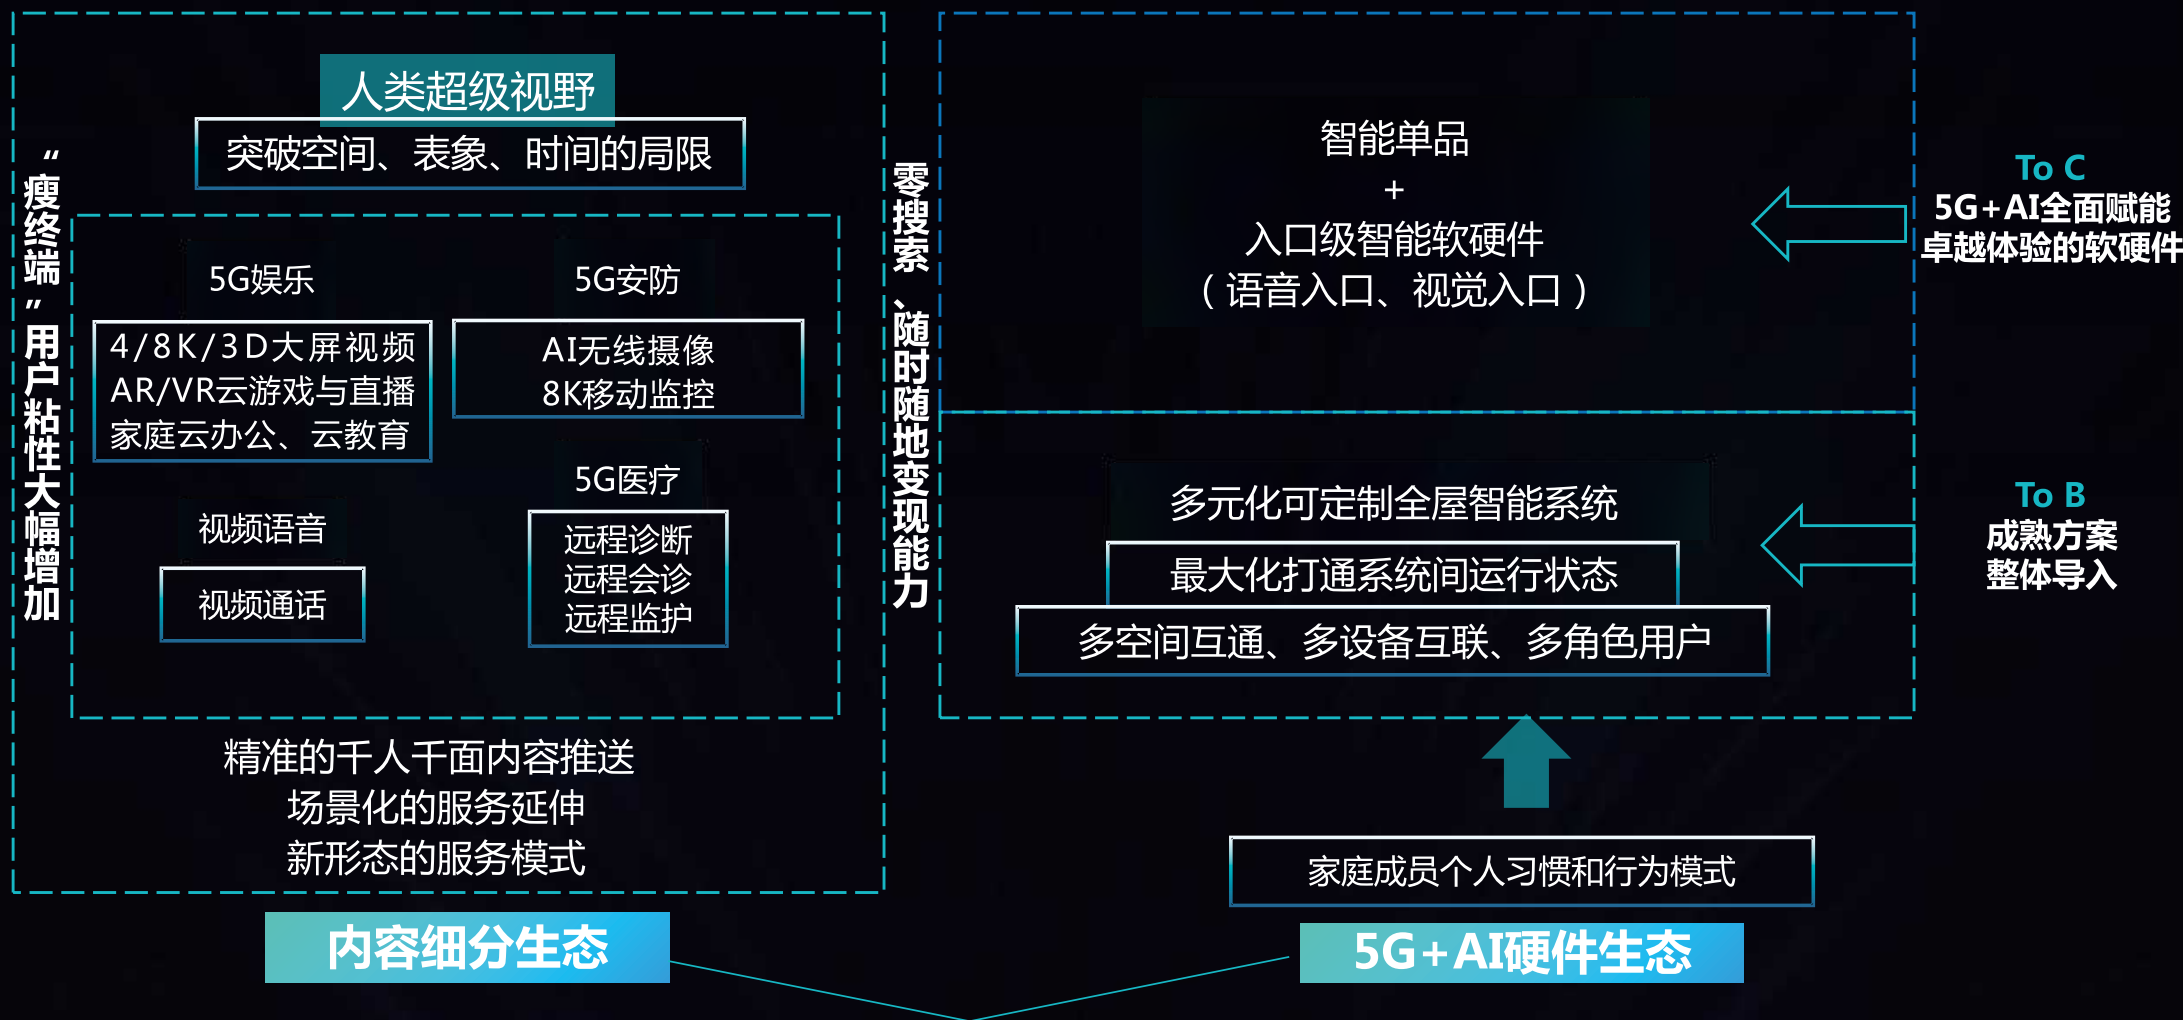 人类超级视野
突破空间、表象、时间的局限
“瘦终端”用户粘性大幅增加
5G娱乐
4/8K/3D大屏视频
AR/VR云游戏与直播
家庭云办公、云教育
5G安防
AI无线摄像
8K移动监控
视频语音
视频通话
5G医疗
远程诊断
远程会诊
远程监护
精准的千人千面内容推送
场景化的服务延伸
新形态的服务模式
内容细分生态
零搜索、随时随地变现能力
智能单品
+
入口级智能软硬件
（语音入口、视觉入口）
To C
5G+AI全面赋能
卓越体验的软硬件
多元化可定制全屋智能系统
最大化打通系统间运行状态
多空间互通、多设备互联、多角色用户
To B
成熟方案
整体导入
家庭成员个人习惯和行为模式
5G+AI硬件生态